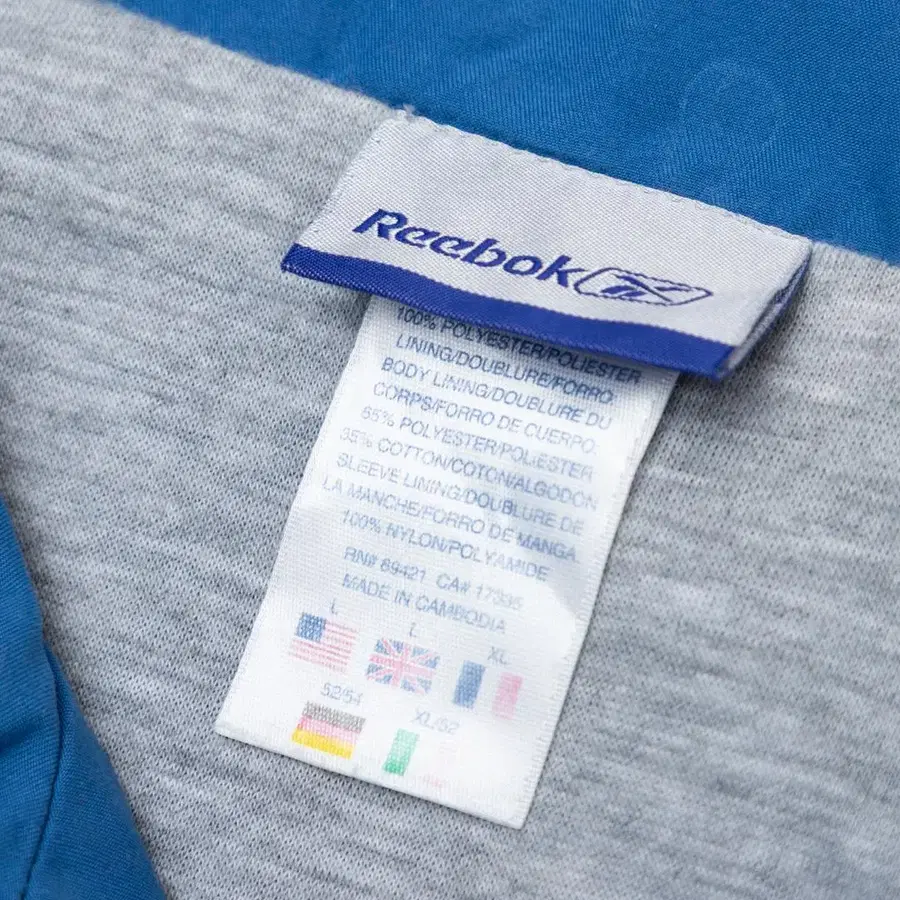 Reebok
100% POLYESTER/POLIESTER
LINING/DOUBLURE/FORRO
BODY LINING/DOUBLURE DU
CORPS/FORRO DE CUERPO:
65% POLYESTER/POLIESTER
35% COTTON/COTON/ALGODON
SLEEVE LINING/DOUBLURE DE
LA MANCHE/FORRO DE MANGA
100% NYLON/POLYAMIDE
RN# 69421 CA# 17395
MADE IN CAMBODIA
L L XL
52/54 XL/52